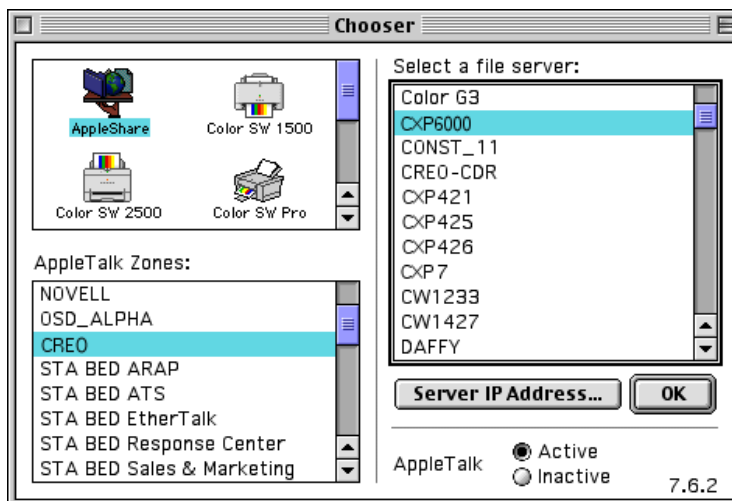 Chooser
AppleShare
Color SW 1500
Color SW 2500
Color SW Pro
AppleTalk Zones:
NOVELL
OSD_ALPHA
CREO
STA BED ARAP
STA BED ATS
STA BED EtherTalk
STA BED Response Center
STA BED Sales & Marketing
Select a file server:
Color G3
CXP6000
CONST_11
CREO-CDR
CXP421
CXP425
CXP426
CXP7
CW1233
CW1427
DAFFY
Server IP Address...
OK
AppleTalk
Active
Inactive
7.6.2